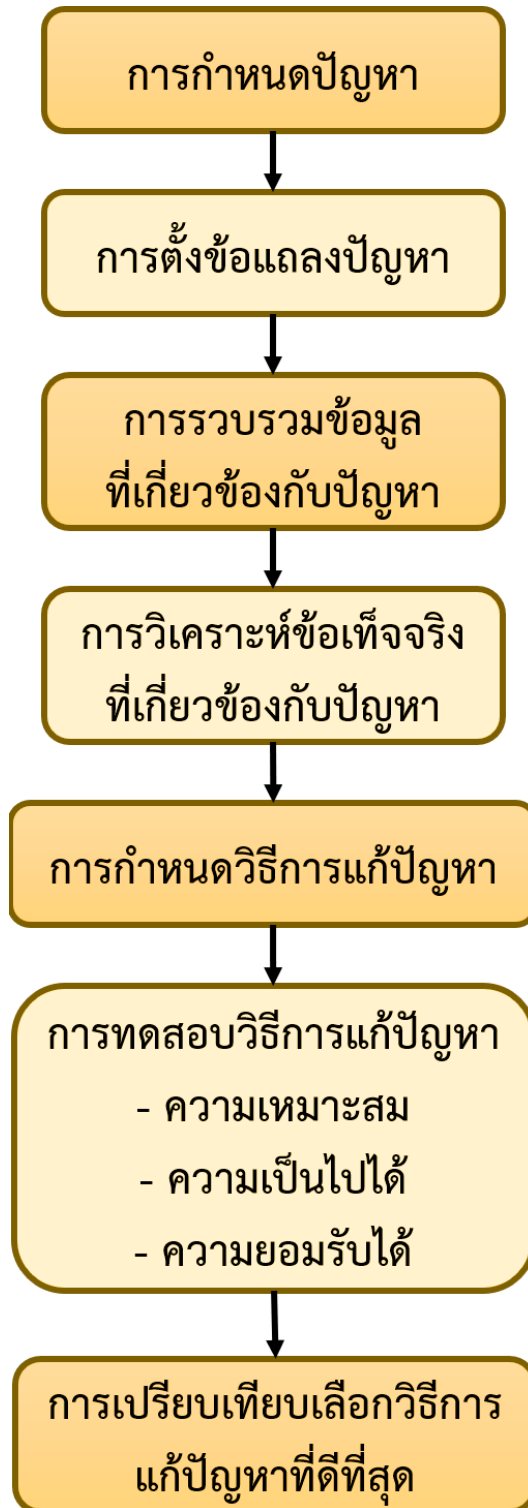 การกำหนดปัญหา
การตั้งข้อแถลงปัญหา
การรวบรวมข้อมูล
ที่เกี่ยวข้องกับปัญหา
การวิเคราะห์ข้อเท็จจริง
ที่เกี่ยวข้องกับปัญหา
การกำหนดวิธีการแก้ปัญหา
การทดสอบวิธีการแก้ปัญหา
- ความเหมาะสม
- ความเป็นไปได้
- ความยอมรับได้
การเปรียบเทียบเลือกวิธีการ
แก้ปัญหาที่ดีที่สุด